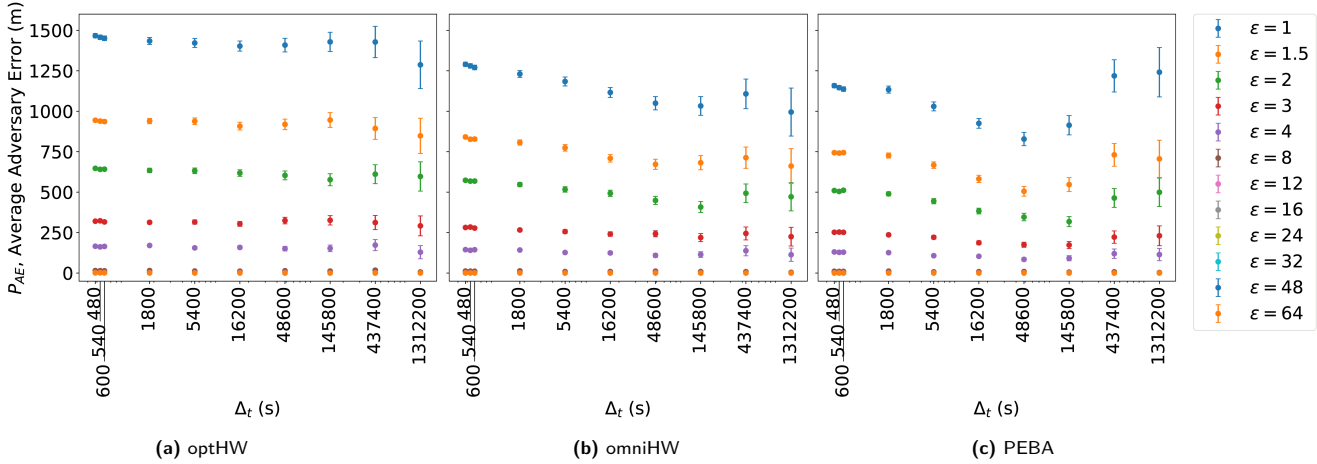 P_AE, Average Adversary Error (m)
1500
1250
1000
750
500
250
0
480
540
600
1800
5400
16200
48600
145800
437400
1312200
Δ_t (s)
(a) optHW
480
540
600
1800
5400
16200
48600
145800
437400
1312200
Δ_t (s)
(b) omniHW
480
540
600
1800
5400
16200
48600
145800
437400
1312200
Δ_t (s)
(c) PEBA
ε = 1
ε = 1.5
ε = 2
ε = 3
ε = 4
ε = 8
ε = 12
ε = 16
ε = 24
ε = 32
ε = 48
ε = 64